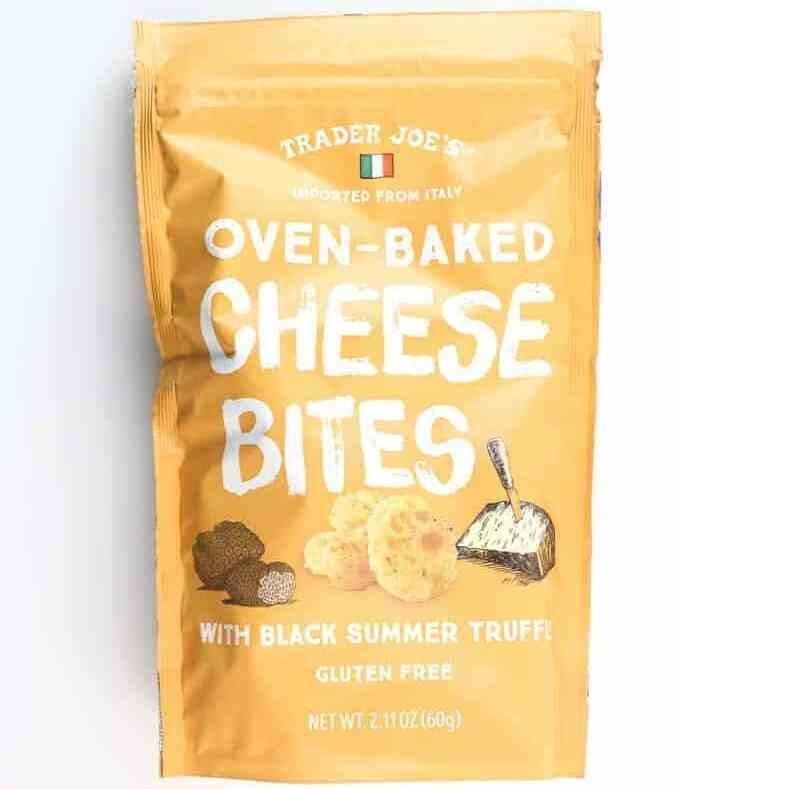 TRADER JOE'S
IMPORTED FROM ITALY
OVEN-BAKED
CHEESE
BITES
WITH BLACK SUMMER TRUFFL
GLUTEN FREE
NET WT. 2.11 OZ (60g)